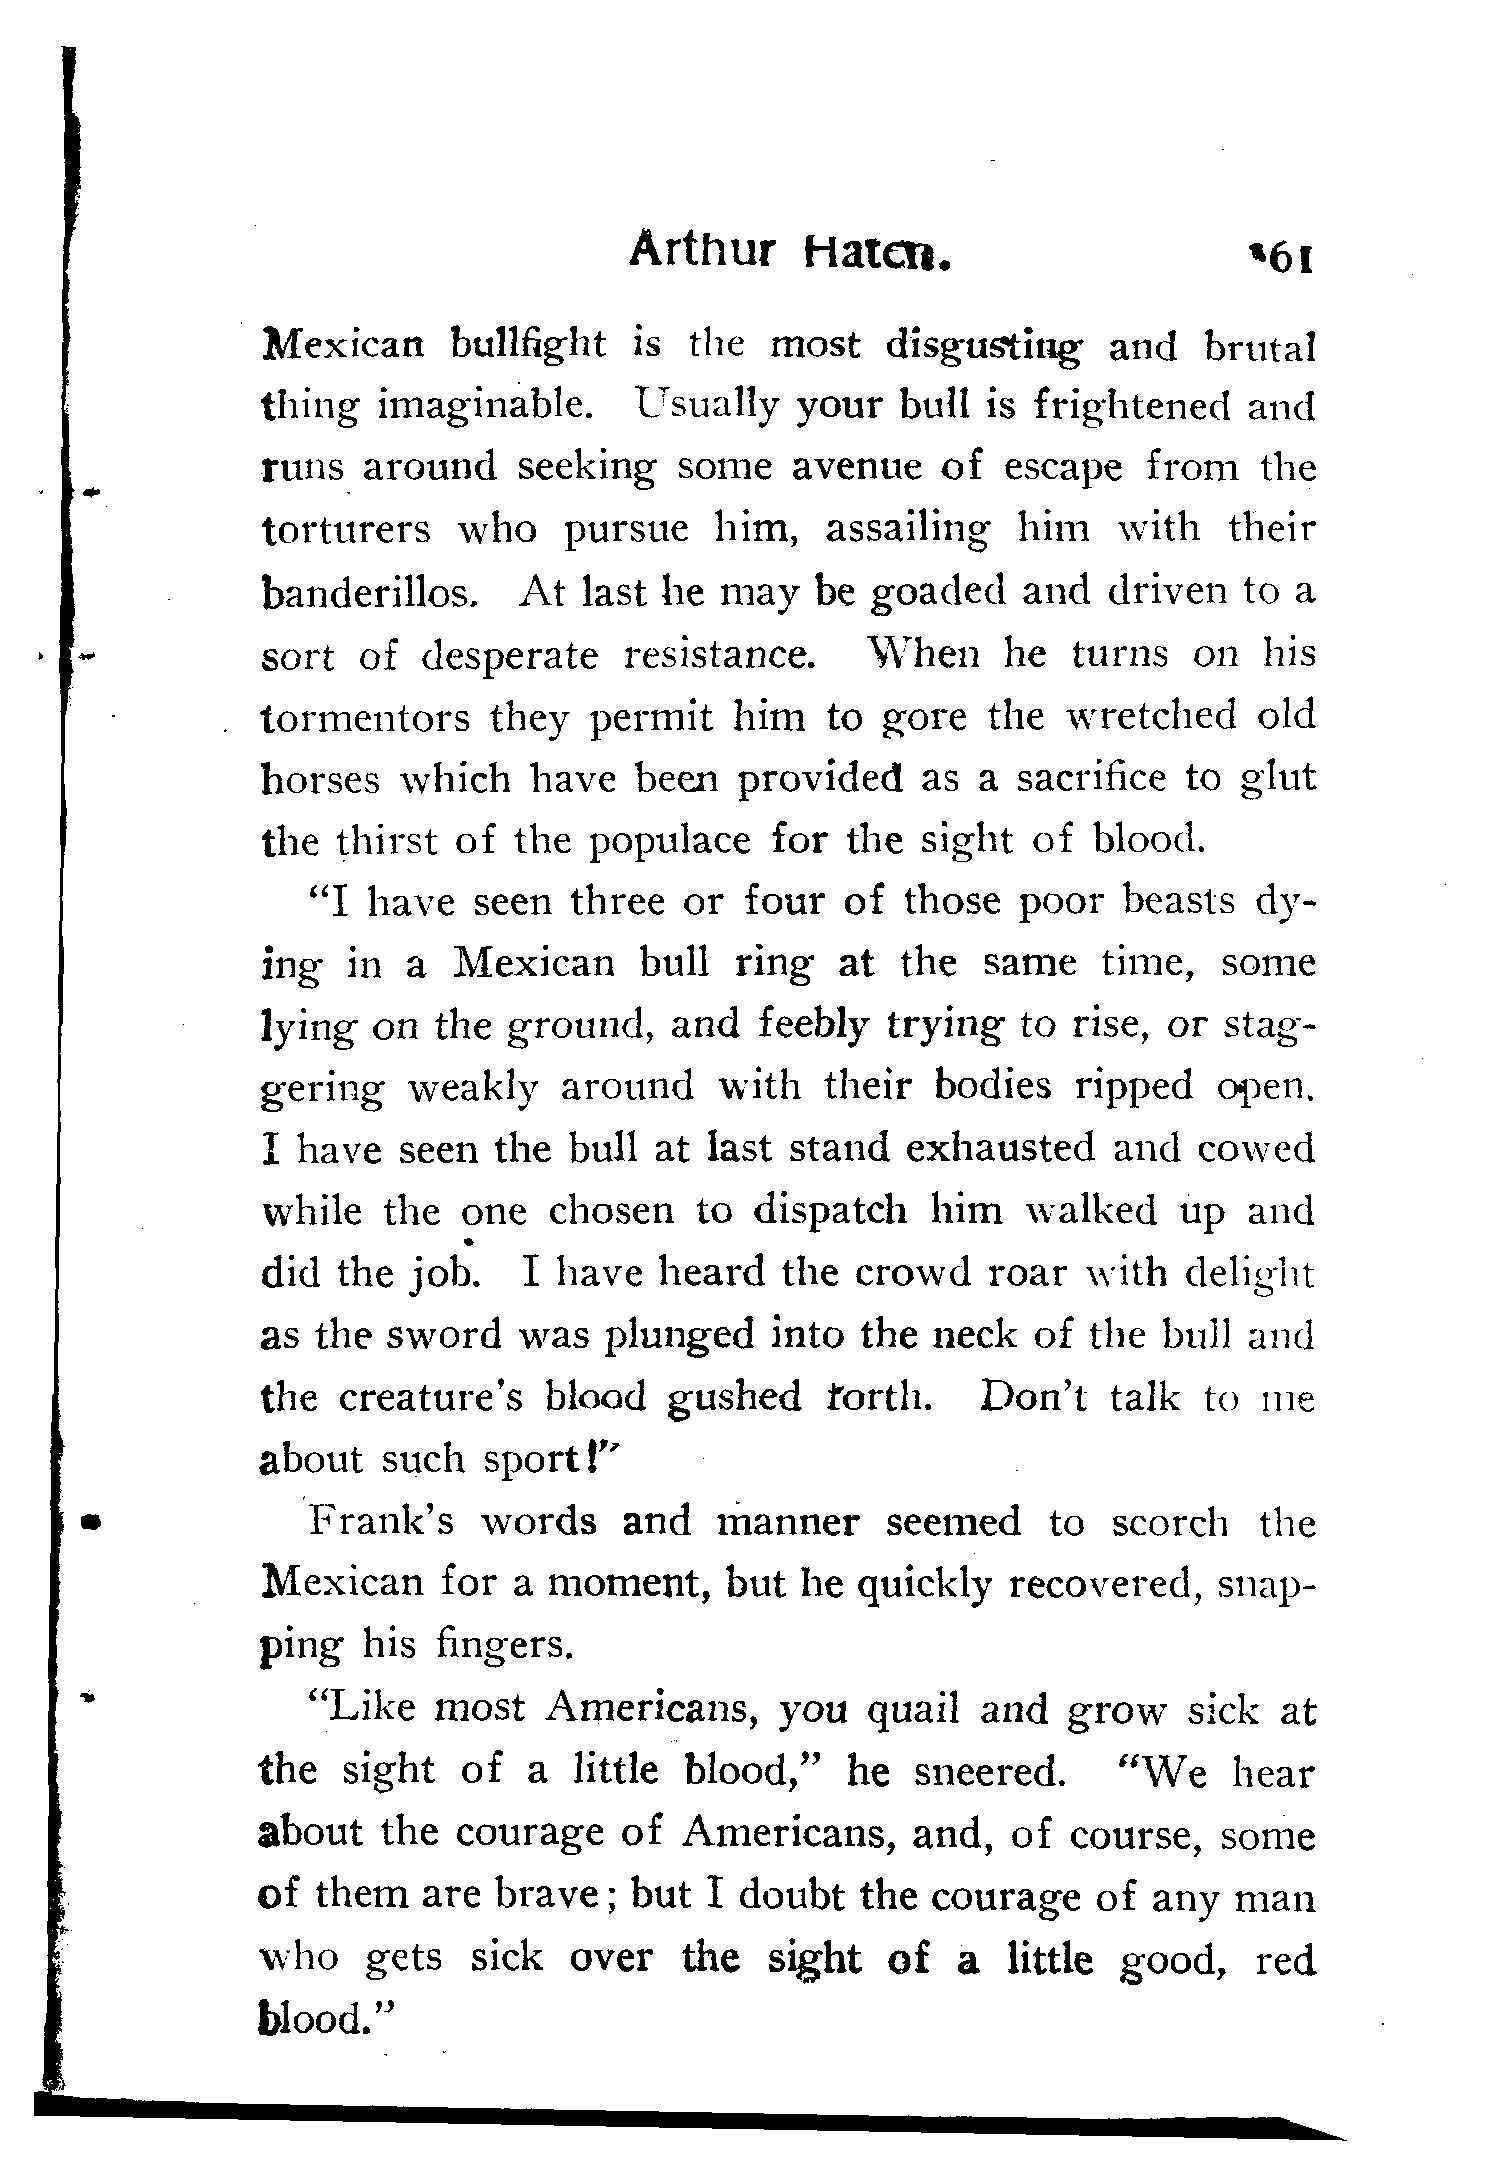 Arthur Hatch. 161
Mexican bullfight is the most disgusting and brutal
thing imaginable. Usually your bull is frightened and
runs around seeking some avenue of escape from the
torturers who pursue him, assailing him with their
banderillos. At last he may be goaded and driven to a
sort of desperate resistance. When he turns on his
tormentors they permit him to gore the wretched old
horses which have been provided as a sacrifice to glut
the thirst of the populace for the sight of blood.
"I have seen three or four of those poor beasts dy-
ing in a Mexican bull ring at the same time, some
lying on the ground, and feebly trying to rise, or stag-
gering weakly around with their bodies ripped open.
I have seen the bull at last stand exhausted and cowed
while the one chosen to dispatch him walked up and
did the job. I have heard the crowd roar with delight
as the sword was plunged into the neck of the bull and
the creature's blood gushed forth. Don't talk to me
about such sport!"
Frank's words and manner seemed to scorch the
Mexican for a moment, but he quickly recovered, snap-
ping his fingers.
"Like most Americans, you quail and grow sick at
the sight of a little blood," he sneered. "We hear
about the courage of Americans, and, of course, some
of them are brave; but I doubt the courage of any man
who gets sick over the sight of a little good, red
blood."